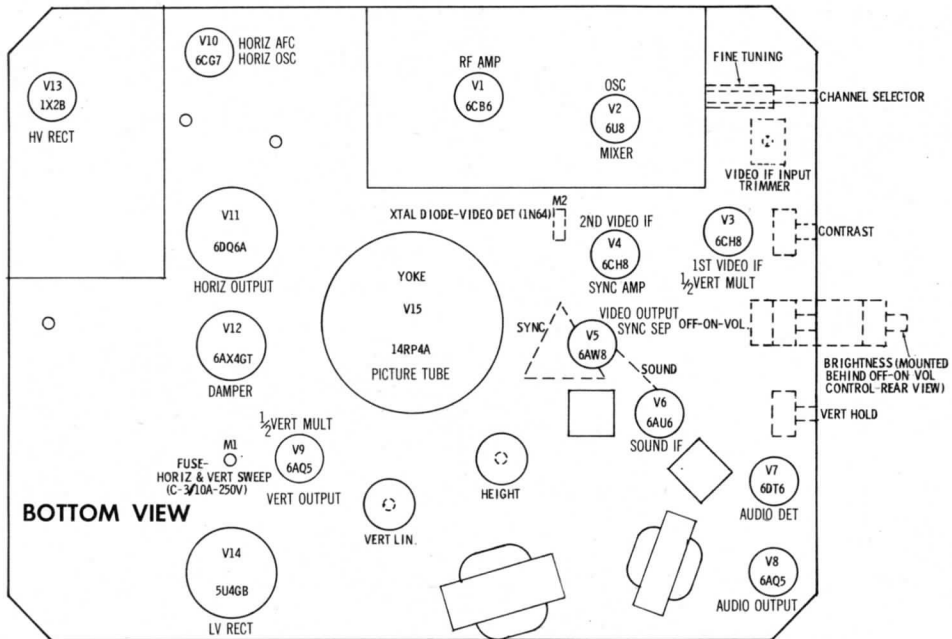 V10
6CG7
HORIZ AFC
HORIZ OSC
V13
1X2B
HV RECT
RF AMP
V1
6CB6
OSC
V2
6U8
MIXER
FINE TUNING
CHANNEL SELECTOR
VIDEO IF INPUT
TRIMMER
M2
XTAL DIODE-VIDEO DET (1N64)
2ND VIDEO IF
V4
6CH8
SYNC AMP
V3
6CH8
1ST VIDEO IF
1/2 VERT MULT
CONTRAST
V11
6DQ6A
HORIZ OUTPUT
YOKE
V15
14RP4A
PICTURE TUBE
V12
6AX4GT
DAMPER
SYNC
VIDEO OUTPUT
SYNC SEP
V5
6AW8
OFF-ON-VOL.
SOUND
BRIGHTNESS (MOUNTED
BEHIND OFF-ON VOL
CONTROL-REAR VIEW)
V6
6AU6
SOUND IF
VERT HOLD
1/2 VERT MULT
M1
FUSE-
HORIZ & VERT SWEEP
(C-3/10A-250V)
V9
6AQ5
VERT OUTPUT
HEIGHT
V7
6DT6
AUDIO DET
BOTTOM VIEW
VERT LIN.
V14
5U4GB
LV RECT
V8
6AQ5
AUDIO OUTPUT